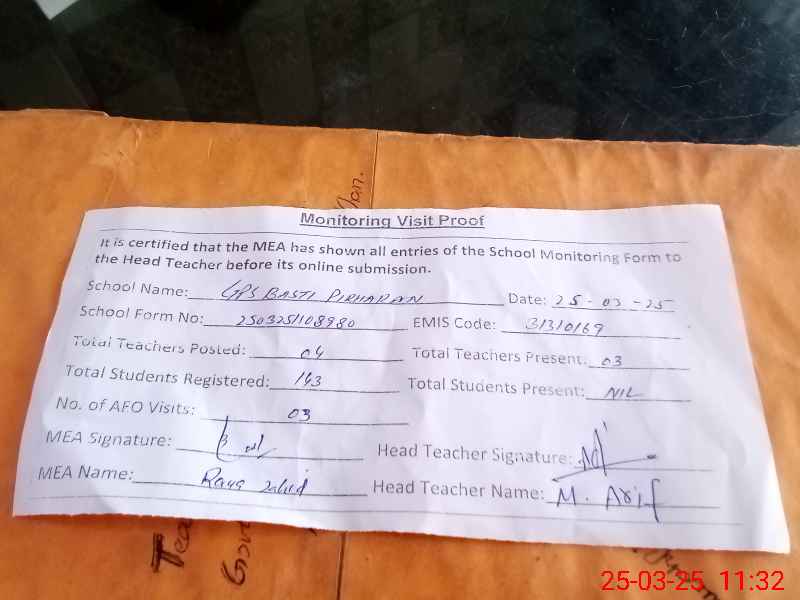 Man.
Monitoring Visit Proof
It is certified that the MEA has shown all entries of the School Monitoring Form to
the Head Teacher before its online submission.
School Name: GPS BASTI PIRHARAN Date: 25-03-25
School Form No: 2503251108980 EMIS Code: 31310169
Total Teachers Posted: 04 Total Teachers Present: 03
Total Students Registered: 143 Total Students Present: NIL
No. of AFO Visits: 03
MEA Signature: Head Teacher Signature:
MEA Name: Rana Zahid Head Teacher Name: M. Arif
25-03-25 11:32